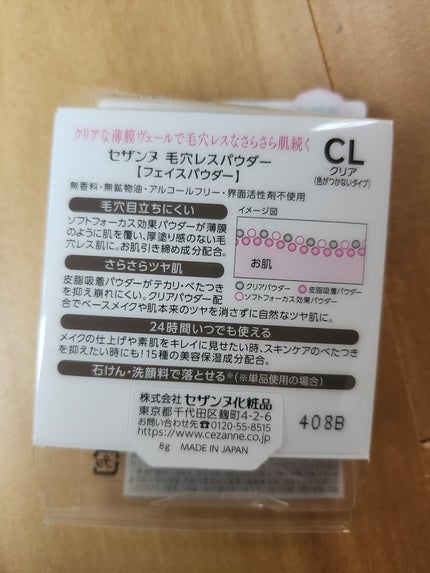 クリアな薄膜ヴェールで毛穴レスなさらさら肌続く
セザンヌ 毛穴レスパウダー
【フェイスパウダー】
CL
クリア
(色がつかないタイプ)
無香料・無鉱物油・アルコールフリー・界面活性剤不使用
毛穴目立ちにくい
ソフトフォーカス効果パウダーが薄膜
のように肌を覆い、厚塗り感のない毛
穴レス肌に。お肌引き締め成分配合。
イメージ図
お肌
クリアパウダー 皮脂吸着パウダー
ソフトフォーカス効果パウダー
さらさらツヤ肌
皮脂吸着パウダーがテカリ・べたつき
を抑え崩れにくい。クリアパウダー配
合でベースメイクや肌本来のツヤを消さずに自然なツヤ肌に。
24時間いつでも使える
メイクの仕上げや素肌をキレイに見せたい時、スキンケアのべたつき
を抑えたい時にも!15種の美容保湿成分配合。
石けん・洗顔料で落とせる※(※単品使用の場合)
株式会社 セザンヌ化粧品
東京都千代田区麹町4-2-6
お問い合わせ先☎0120-55-8515
https://www.cezanne.co.jp
8g MADE IN JAPAN
408B
プラ